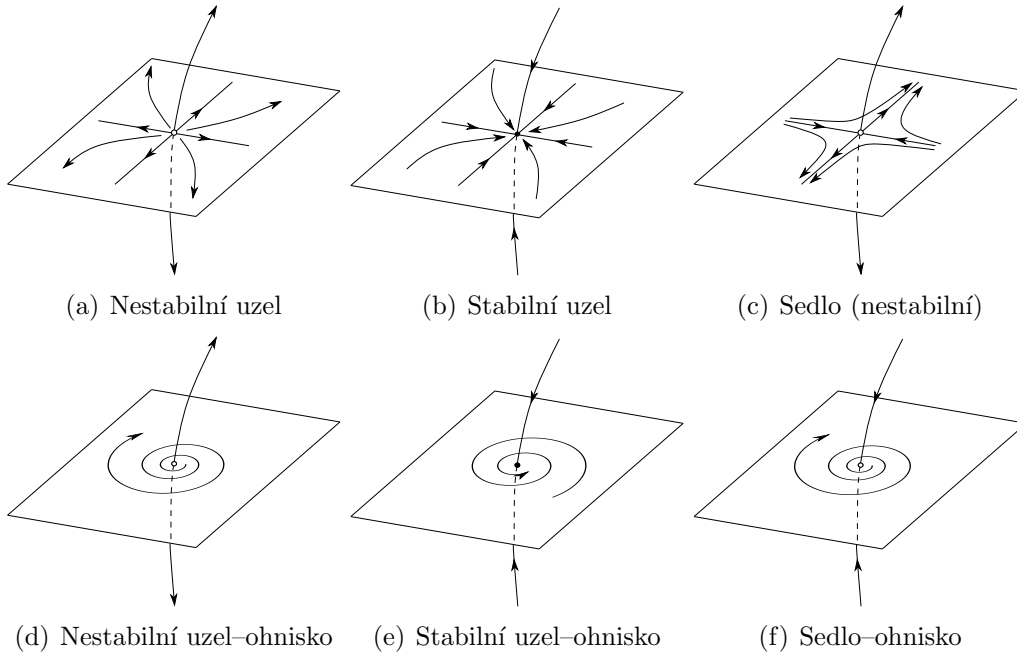 (a) Nestabilní uzel
(b) Stabilní uzel
(c) Sedlo (nestabilní)
(d) Nestabilní uzel–ohnisko
(e) Stabilní uzel–ohnisko
(f) Sedlo–ohnisko